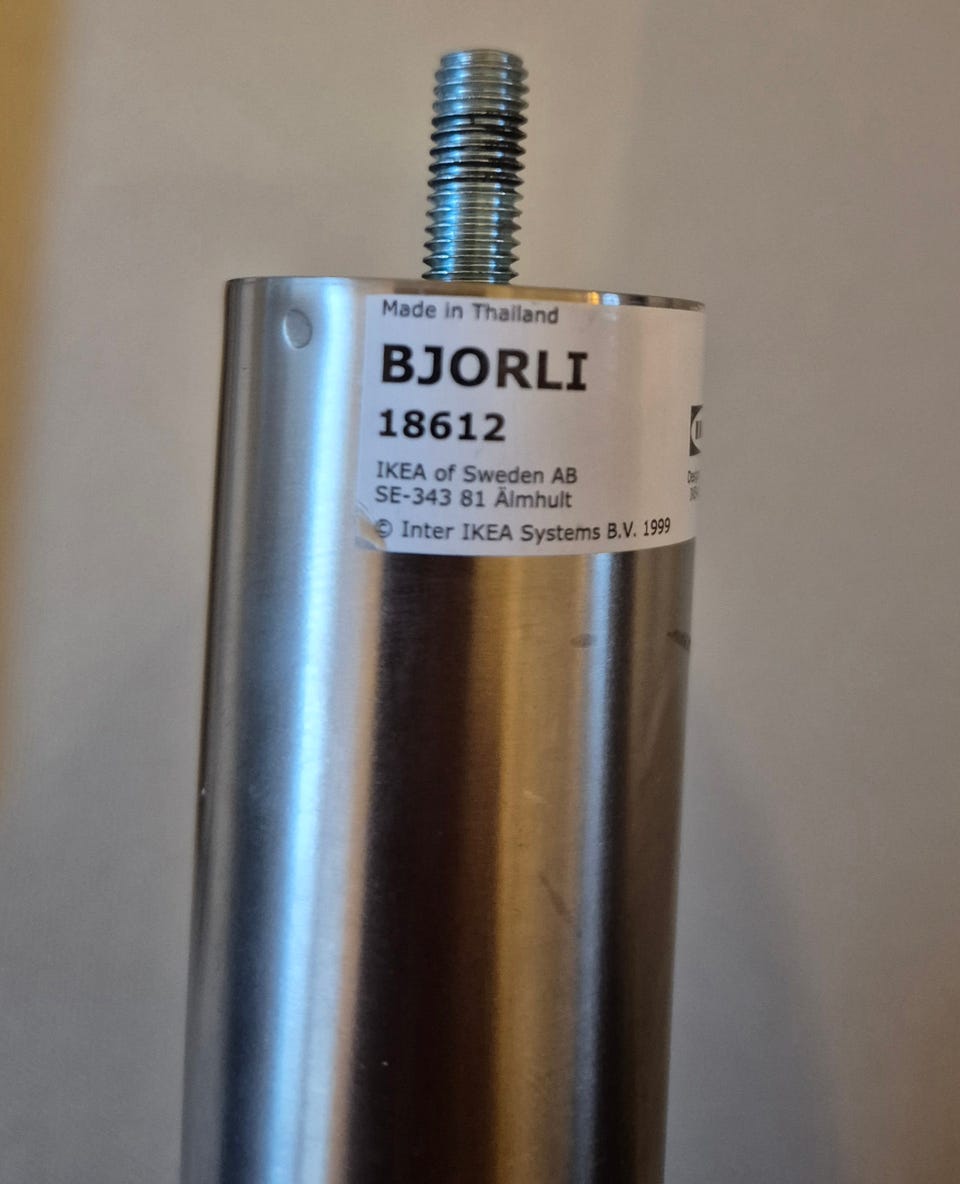 Made in Thailand
BJORLI
18612
IKEA of Sweden AB
SE-343 81 Älmhult
© Inter IKEA Systems B.V. 1999